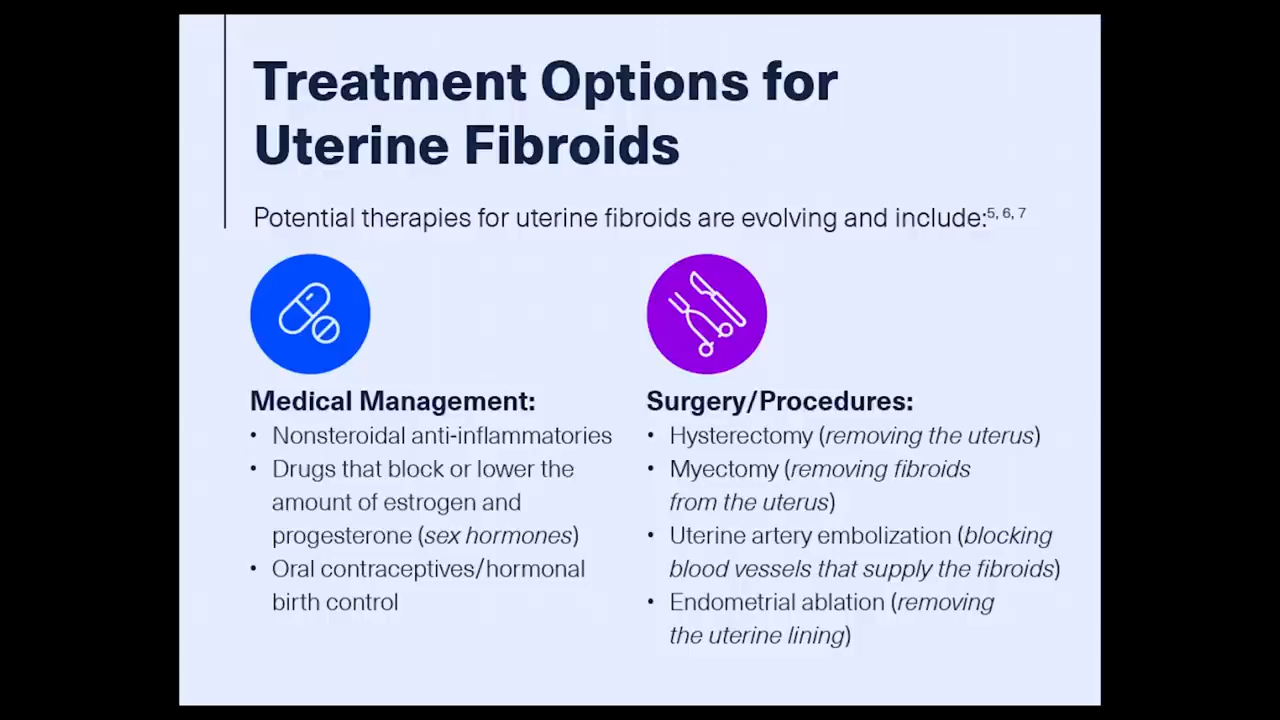 Treatment Options for
Uterine Fibroids
Potential therapies for uterine fibroids are evolving and include:5, 6, 7
Medical Management:
• Nonsteroidal anti-inflammatories
• Drugs that block or lower the
amount of estrogen and
progesterone (sex hormones)
• Oral contraceptives/hormonal
birth control
Surgery/Procedures:
• Hysterectomy (removing the uterus)
• Myectomy (removing fibroids
from the uterus)
• Uterine artery embolization (blocking
blood vessels that supply the fibroids)
• Endometrial ablation (removing
the uterine lining)